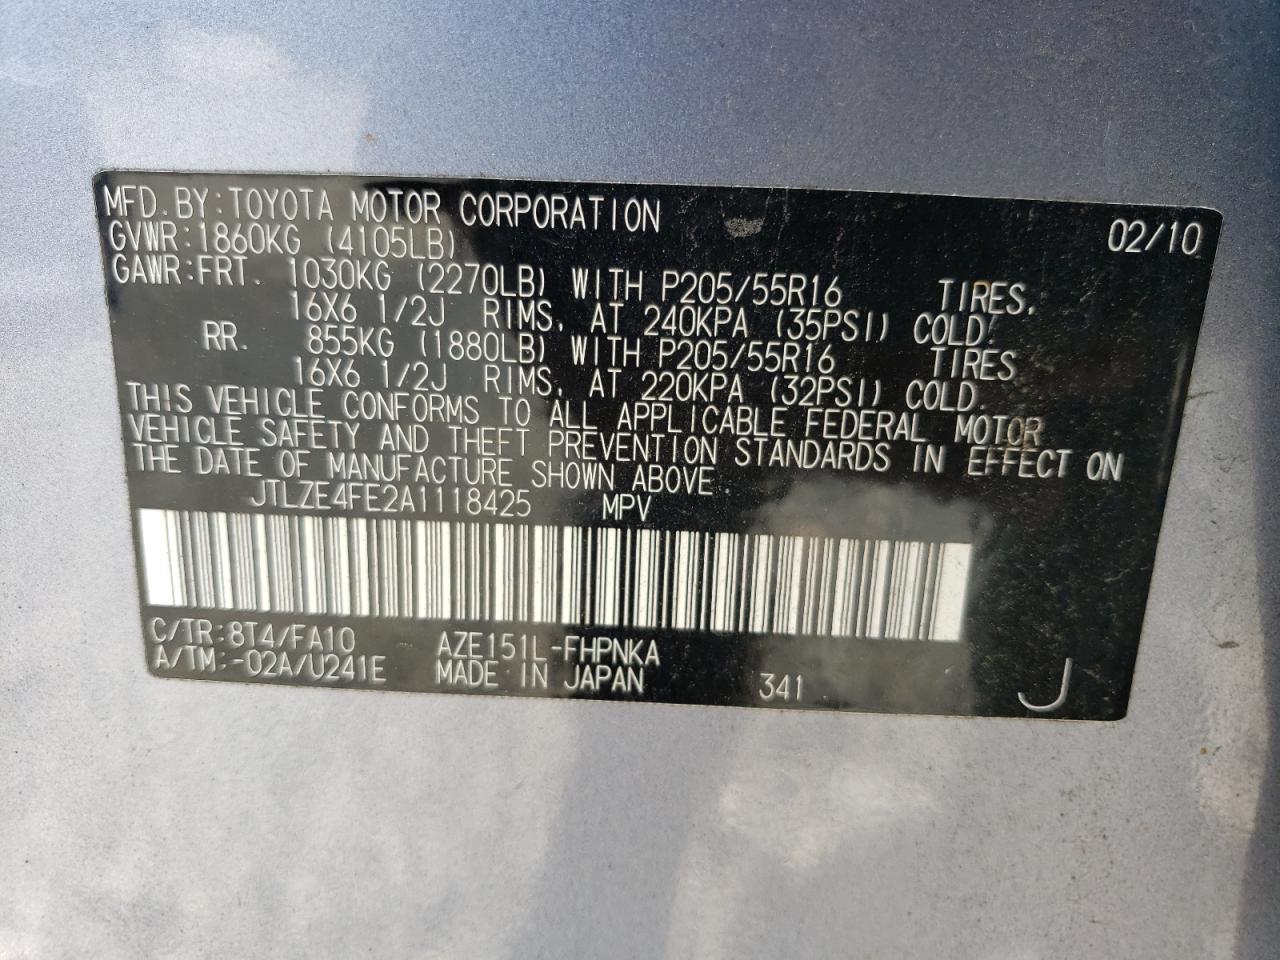 MFD. BY: TOYOTA MOTOR CORPORATION 02/10
GVWR: 1860KG (4105LB)
GAWR: FRT. 1030KG (2270LB) WITH P205/55R16 TIRES,
16X6 1/2J RIMS, AT 240KPA (35PSI) COLD.
RR. 855KG (1880LB) WITH P205/55R16 TIRES
16X6 1/2J RIMS, AT 220KPA (32PSI) COLD.
THIS VEHICLE CONFORMS TO ALL APPLICABLE FEDERAL MOTOR
VEHICLE SAFETY AND THEFT PREVENTION STANDARDS IN EFFECT ON
THE DATE OF MANUFACTURE SHOWN ABOVE.
JTLZE4FE2A1118425 MPV
C/TR: 8T4/FA10 AZE151L-FHPNKA
A/TM: -02A/U241E MADE IN JAPAN 341 J